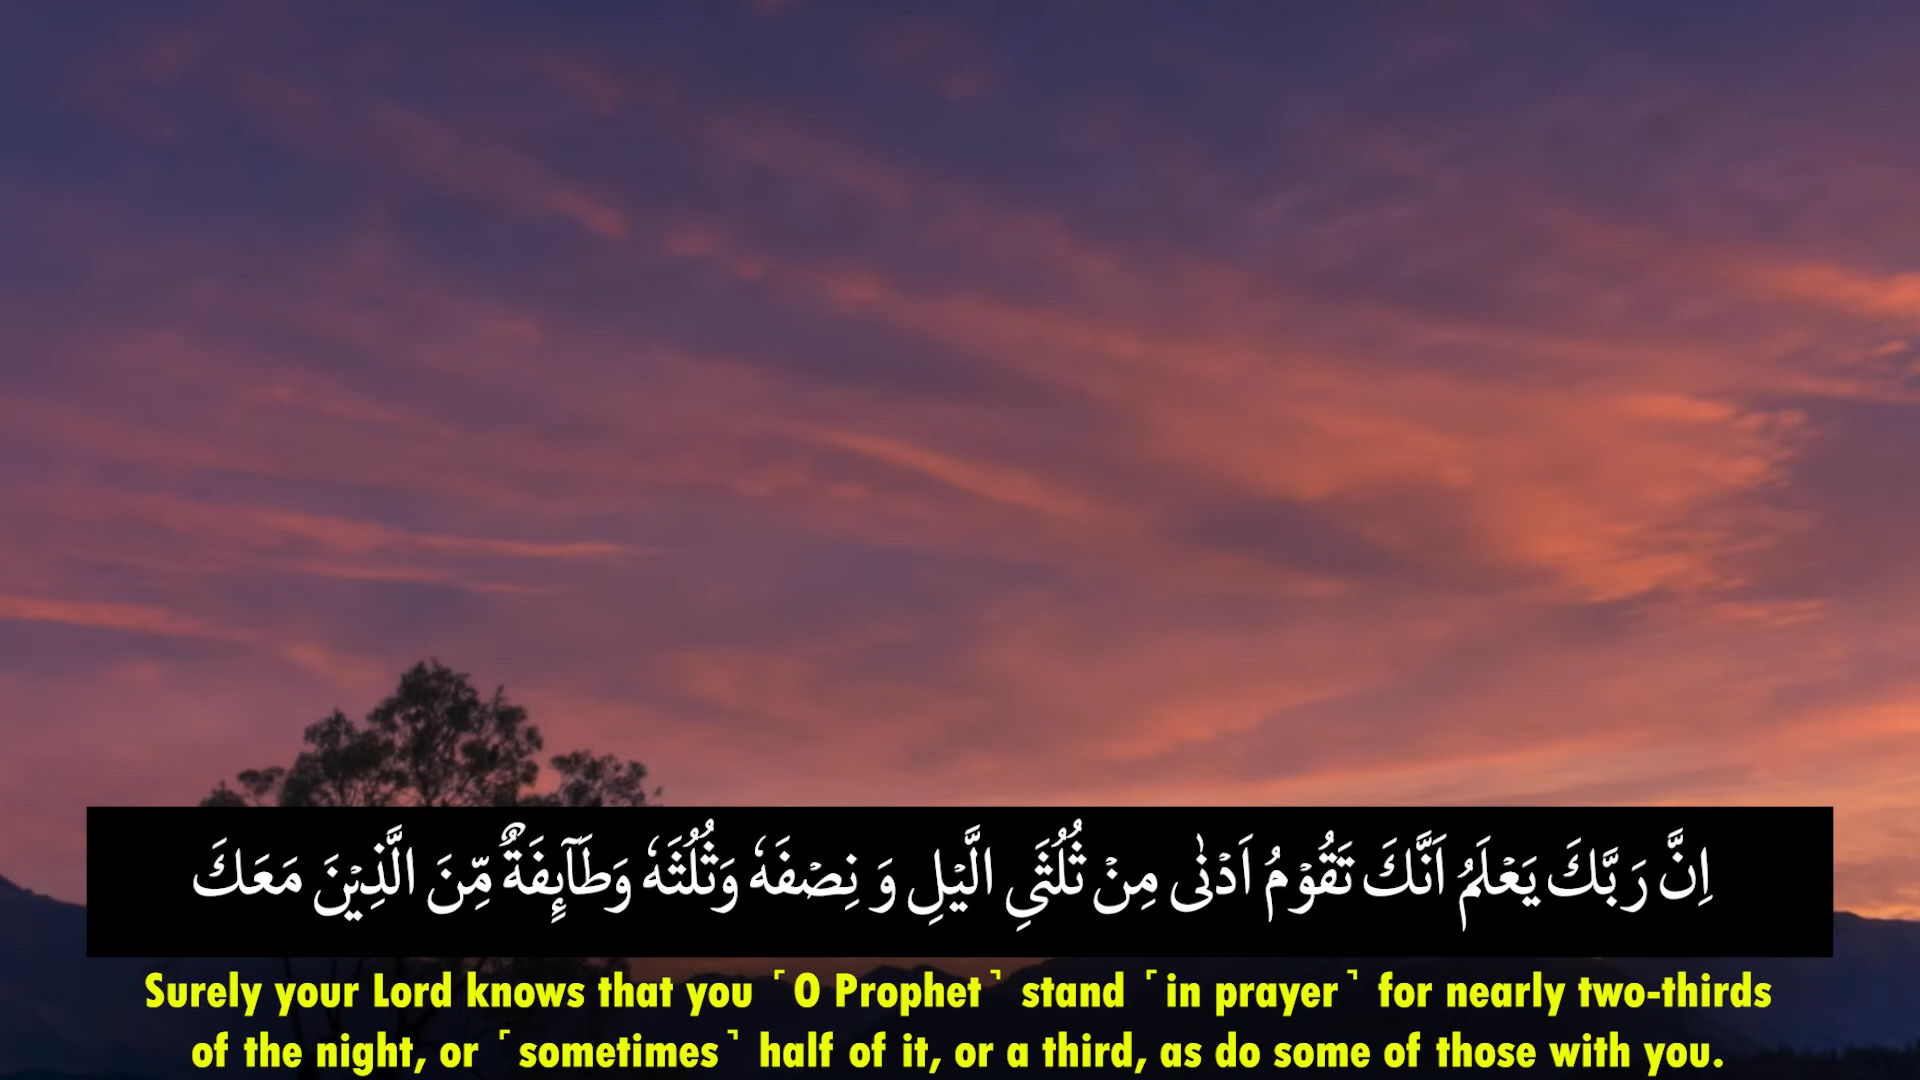 اِنَّ رَبَّكَ يَعْلَمُ اَنَّكَ تَقُوْمُ اَدْنٰى مِنْ ثُلُثَىِ الَّيْلِ وَ نِصْفَهٗ وَثُلُثَهٗ وَطَآٮِٕفَةٌ مِّنَ الَّذِيْنَ مَعَكَ
Surely your Lord knows that you ˹O Prophet˺ stand ˹in prayer˺ for nearly two-thirds
of the night, or ˹sometimes˺ half of it, or a third, as do some of those with you.